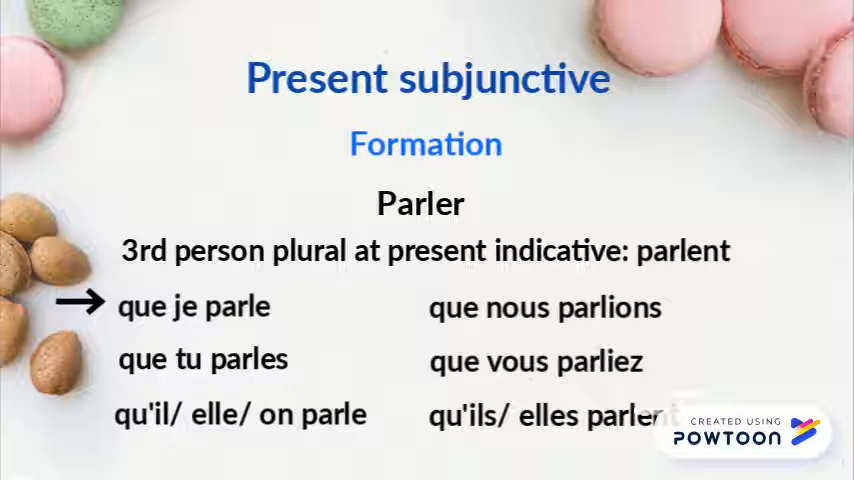 Present subjunctive
Formation
Parler
3rd person plural at present indicative: parlent
que je parle
que nous parlions
que tu parles
que vous parliez
qu'il/ elle/ on parle
qu'ils/ elles parlent
CREATED USING
POWTOON